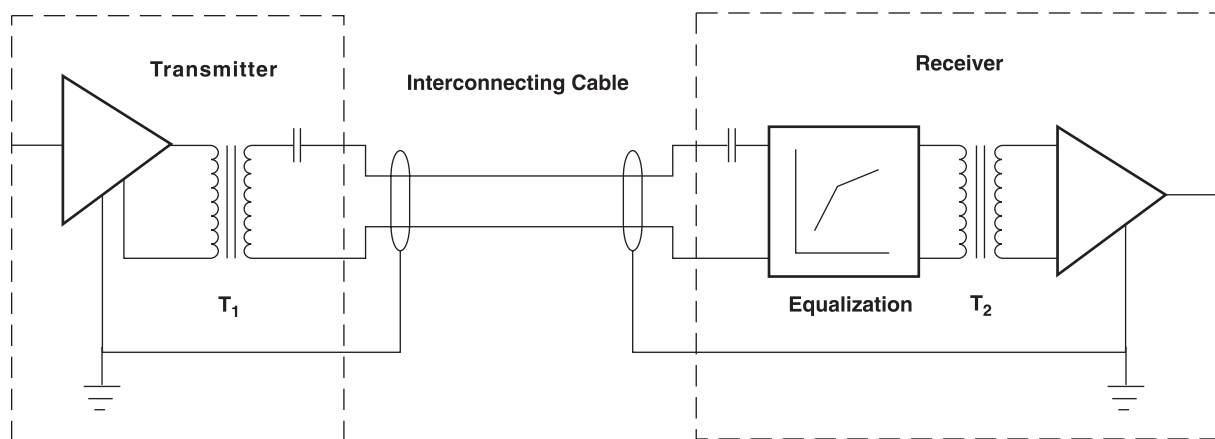 Transmitter
Interconnecting Cable
Receiver
T1
Equalization
T2